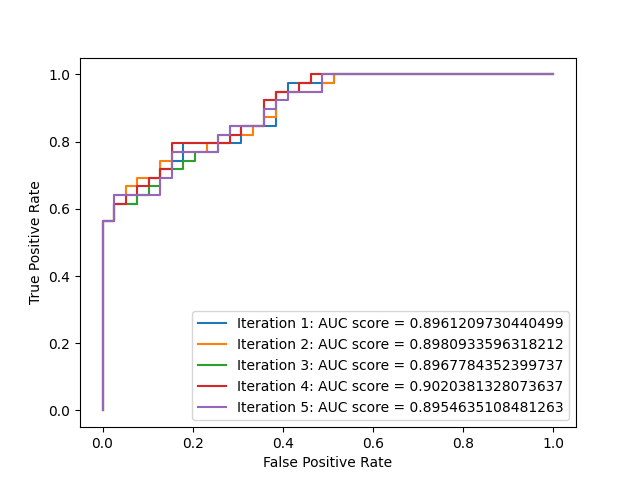 1.0
0.8
0.6
0.4
0.2
0.0
True Positive Rate
Iteration 1: AUC score = 0.8961209730440499
Iteration 2: AUC score = 0.8980933596318212
Iteration 3: AUC score = 0.8967784352399737
Iteration 4: AUC score = 0.9020381328073637
Iteration 5: AUC score = 0.8954635108481263
0.0 0.2 0.4 0.6 0.8 1.0
False Positive Rate